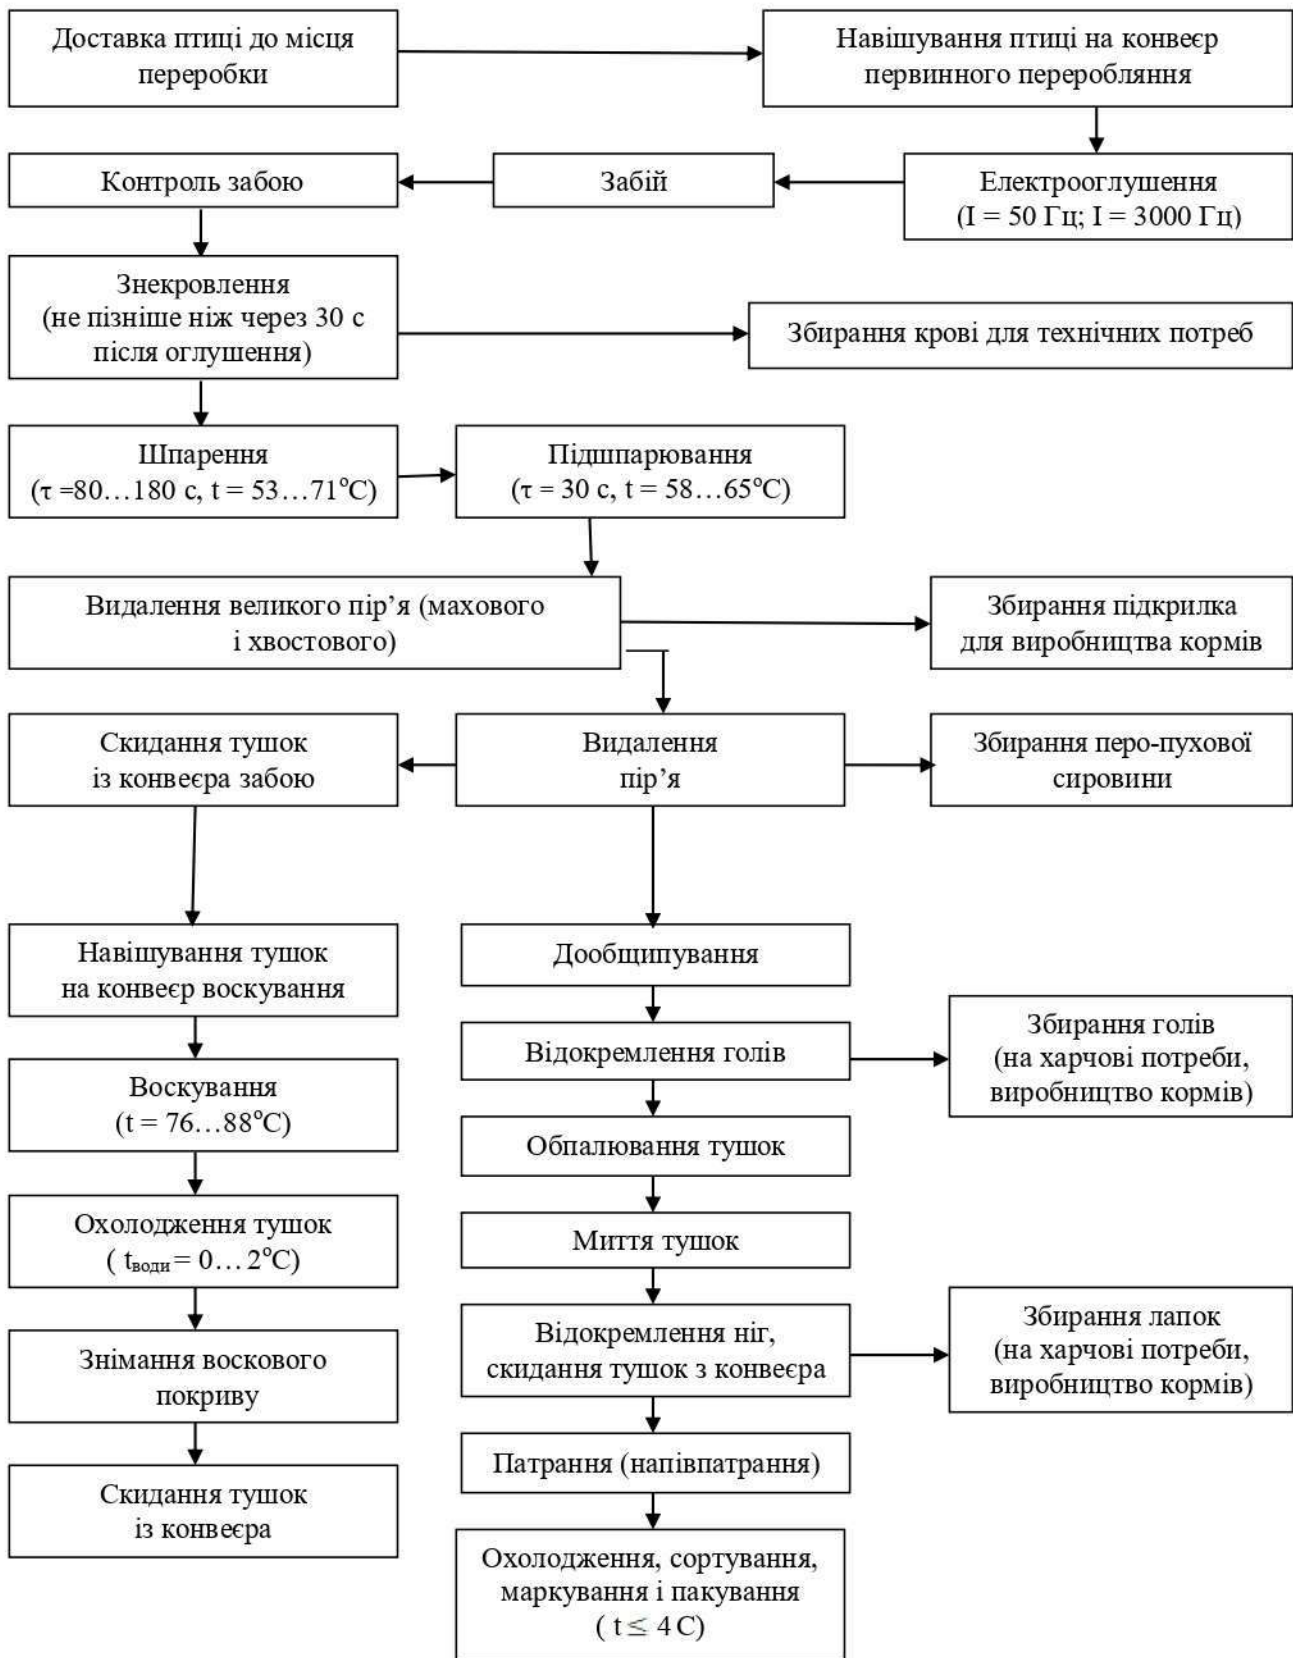 Доставка птиці до місця
переробки
Навішування птиці на конвеєр
первинного переробляння
Контроль забою
Забій
Електрооглушення
(I = 50 Гц; I = 3000 Гц)
Знекровлення
(не пізніше ніж через 30 с
після оглушення)
Збирання крові для технічних потреб
Шпарення
(τ =80…180 с, t = 53…71°С)
Підшпарювання
(τ = 30 с, t = 58…65°С)
Видалення великого пір’я (махового
і хвостового)
Збирання підкрилка
для виробництва кормів
Скидання тушок
із конвеєра забою
Видалення
пір’я
Збирання перо-пухової
сировини
Навішування тушок
на конвеєр воскування
Дообщипування
Відокремлення голів
Збирання голів
(на харчові потреби,
виробництво кормів)
Воскування
(t = 76…88°С)
Обпалювання тушок
Охолодження тушок
( tводи = 0… 2°С)
Миття тушок
Знімання воскового
покриву
Відокремлення ніг,
скидання тушок з конвеєра
Збирання лапок
(на харчові потреби,
виробництво кормів)
Скидання тушок
із конвеєра
Патрання (напівпатрання)
Охолодження, сортування,
маркування і пакування
( t ≤ 4 С)